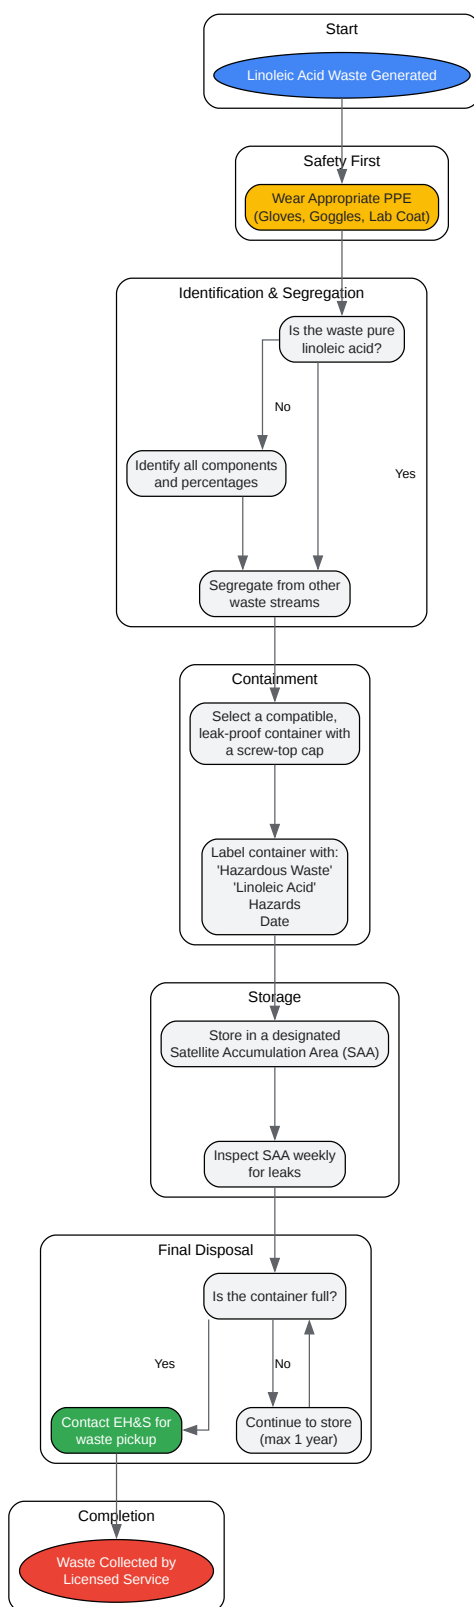 Start
Linoleic Acid Waste Generated
Safety First
Wear Appropriate PPE
(Gloves, Goggles, Lab Coat)
Identification & Segregation
Is the waste pure
linoleic acid?
No
Identify all components
and percentages
Yes
Segregate from other
waste streams
Containment
Select a compatible,
leak-proof container with
a screw-top cap
Label container with:
'Hazardous Waste'
'Linoleic Acid'
Hazards
Date
Storage
Store in a designated
Satellite Accumulation Area (SAA)
Inspect SAA weekly
for leaks
Final Disposal
Is the container full?
Yes
No
Contact EH&S for
waste pickup
Continue to store
(max 1 year)
Completion
Waste Collected by
Licensed Service